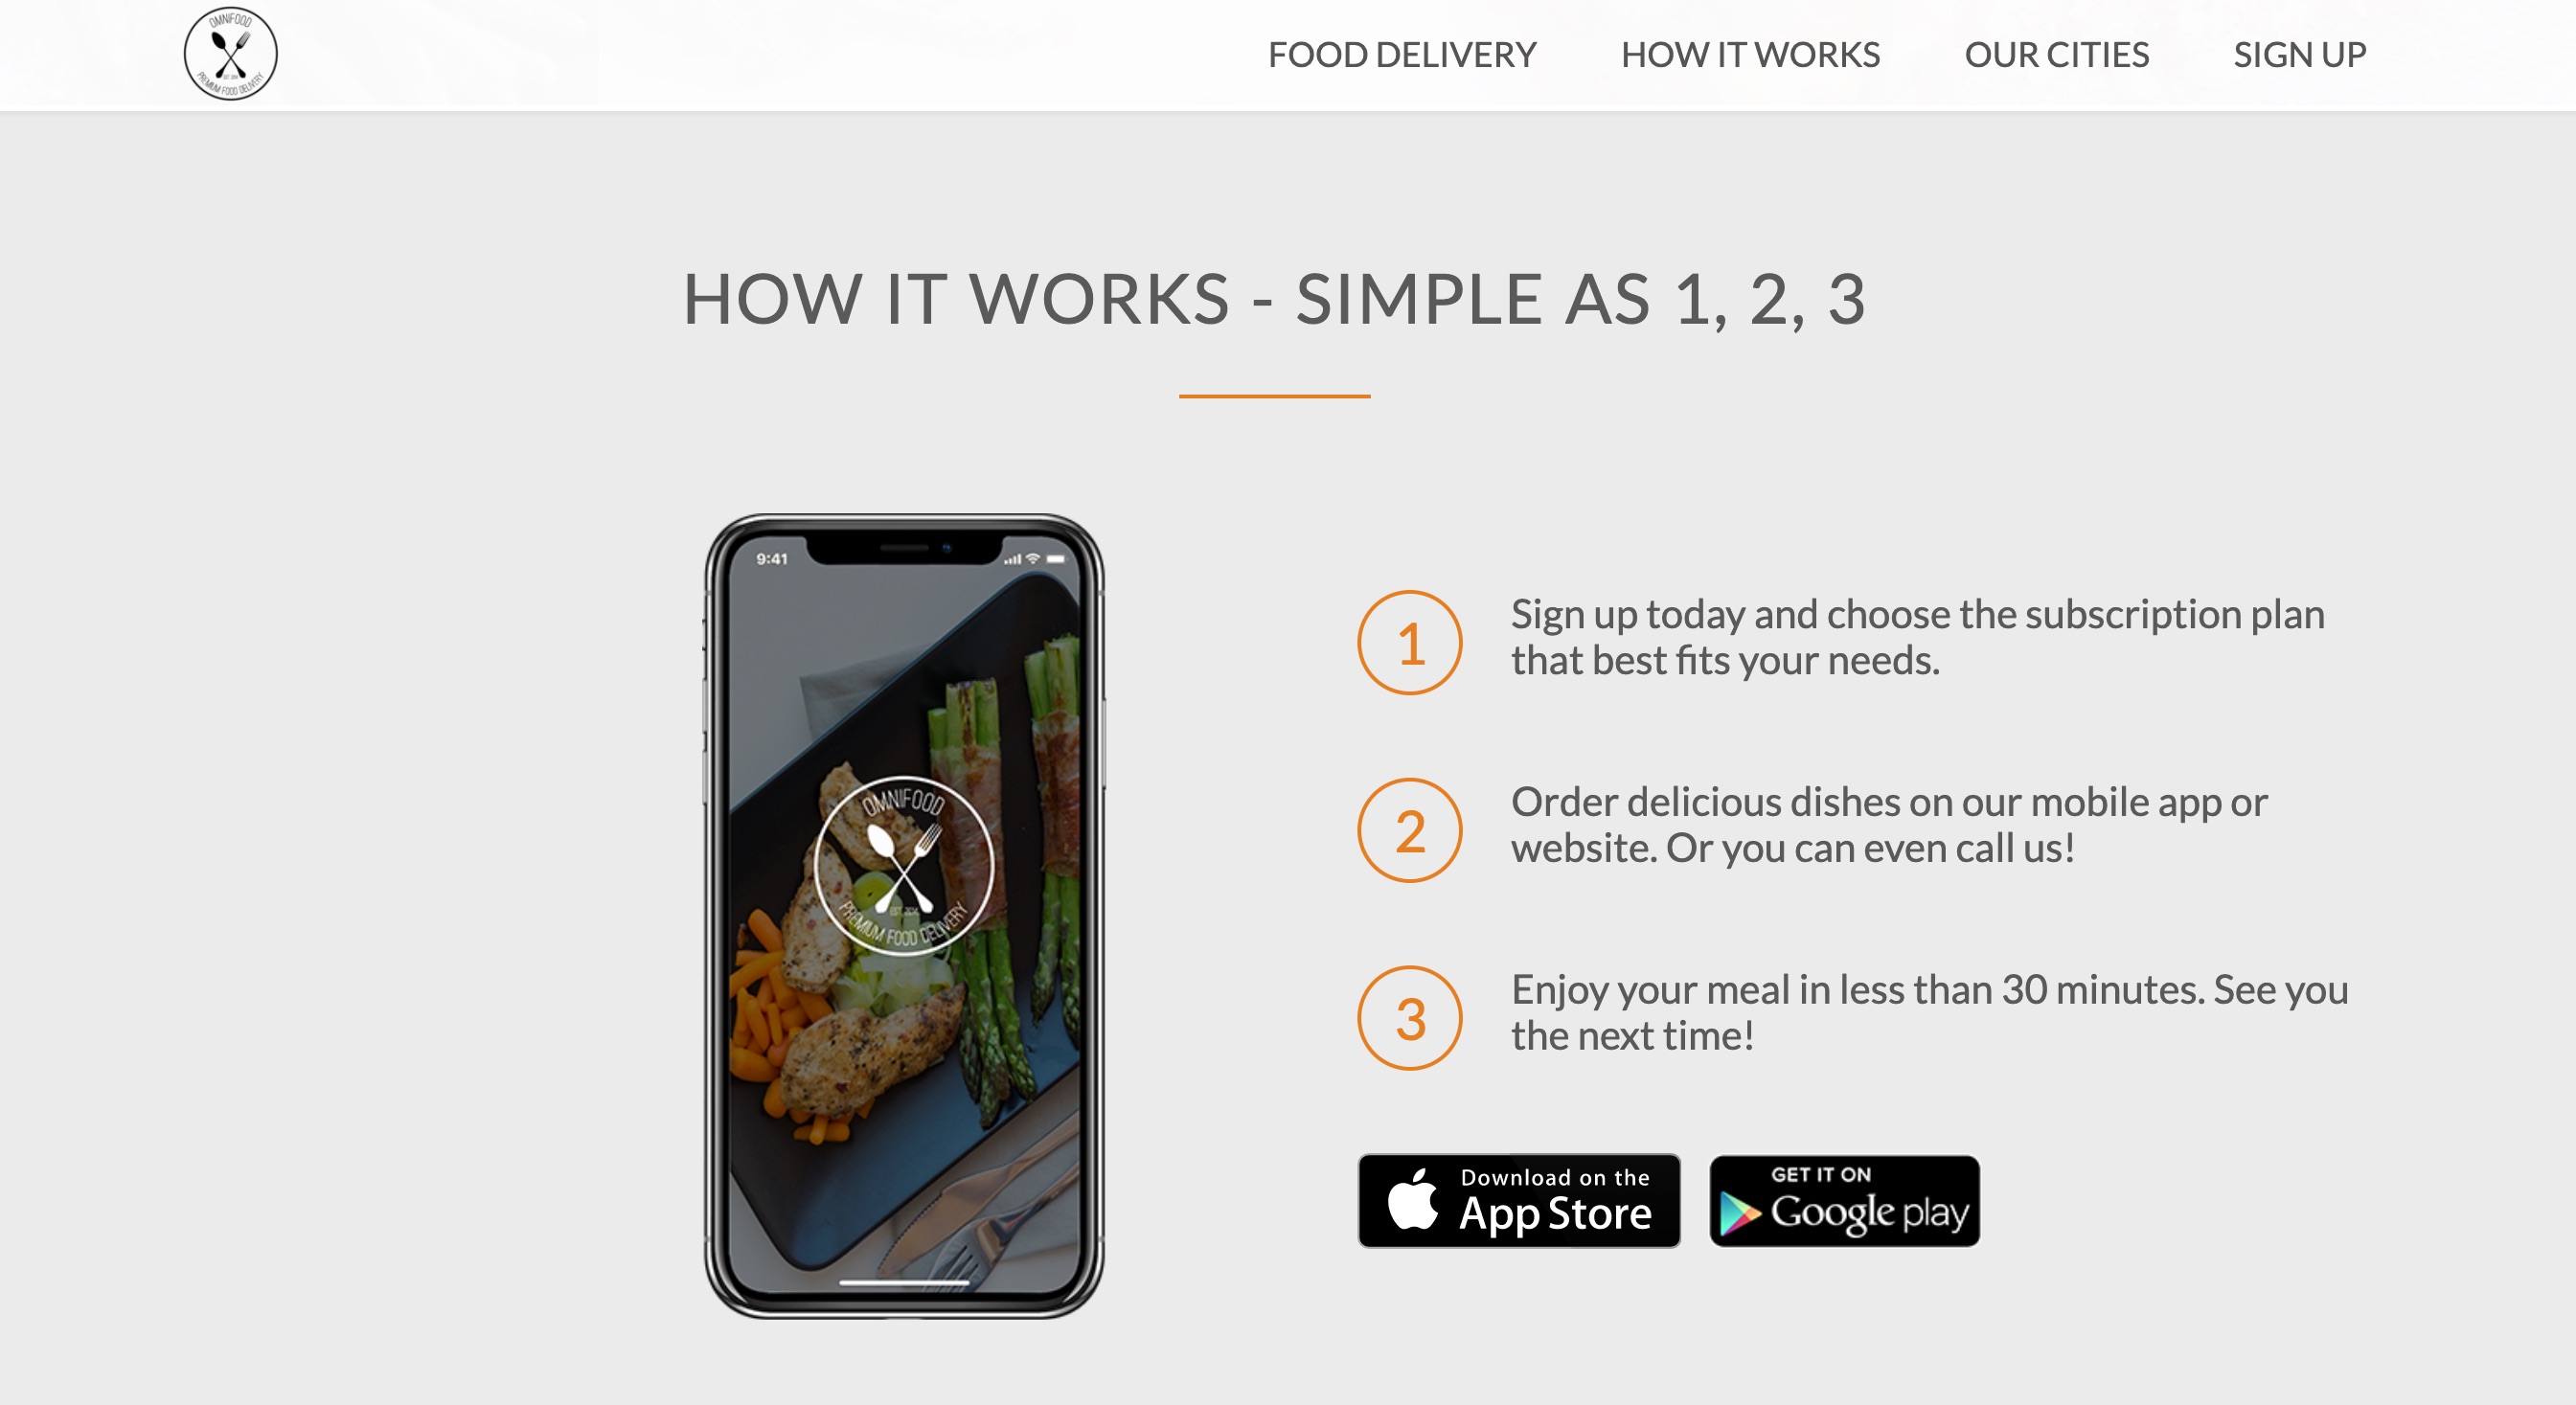 OMNIFOOD
PREMIUM FOOD DELIVERY
FOOD DELIVERY
HOW IT WORKS
OUR CITIES
SIGN UP
HOW IT WORKS - SIMPLE AS 1, 2, 3
9:41
OMNIFOOD
PREMIUM FOOD DELIVERY
1
Sign up today and choose the subscription plan
that best fits your needs.
2
Order delicious dishes on our mobile app or
website. Or you can even call us!
3
Enjoy your meal in less than 30 minutes. See you
the next time!
Download on the
App Store
GET IT ON
Google play